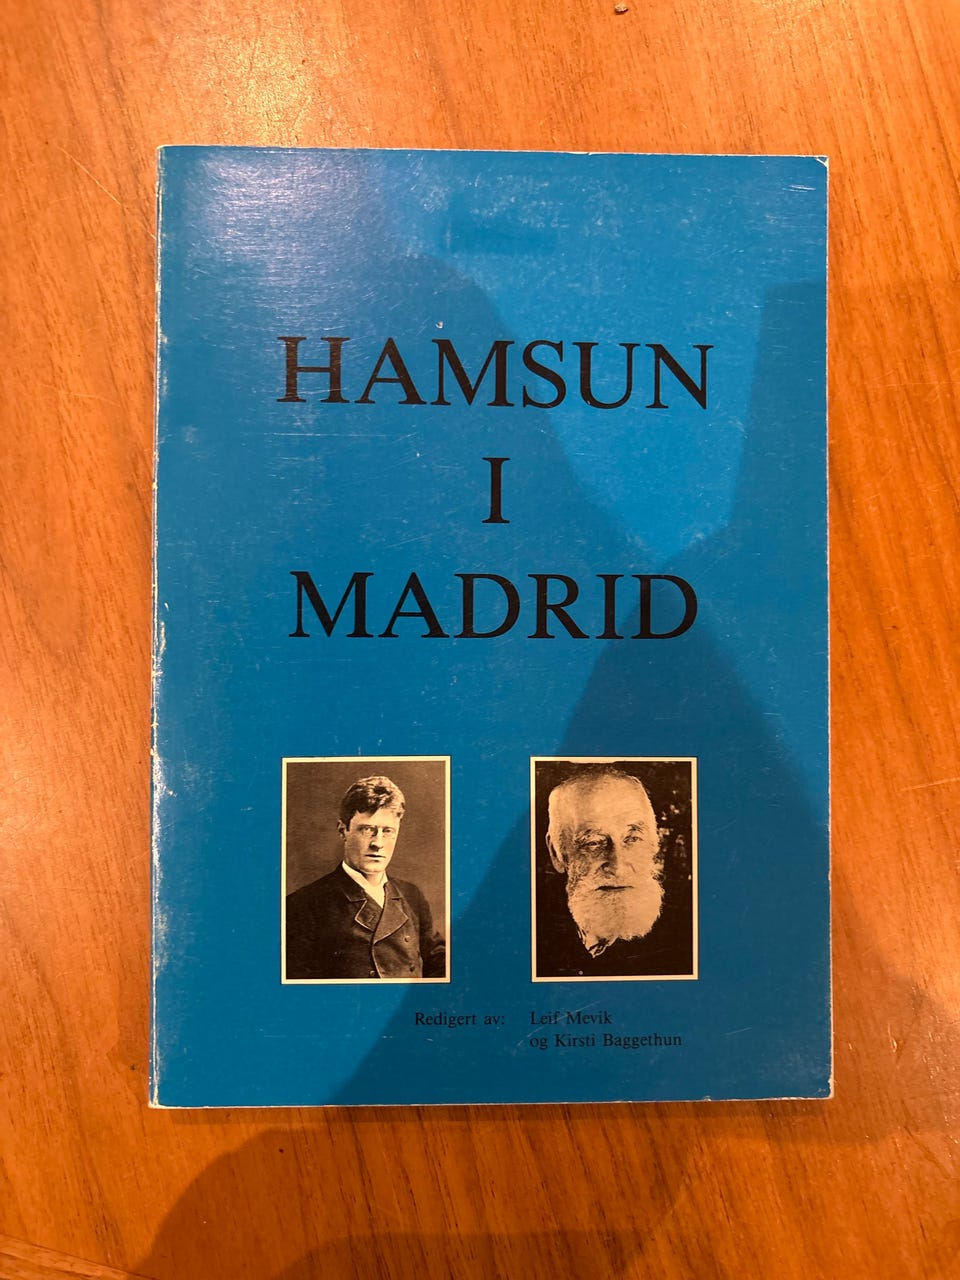 HAMSUN
I
MADRID
Redigert av: Leif Mevik
og Kirsti Baggethun